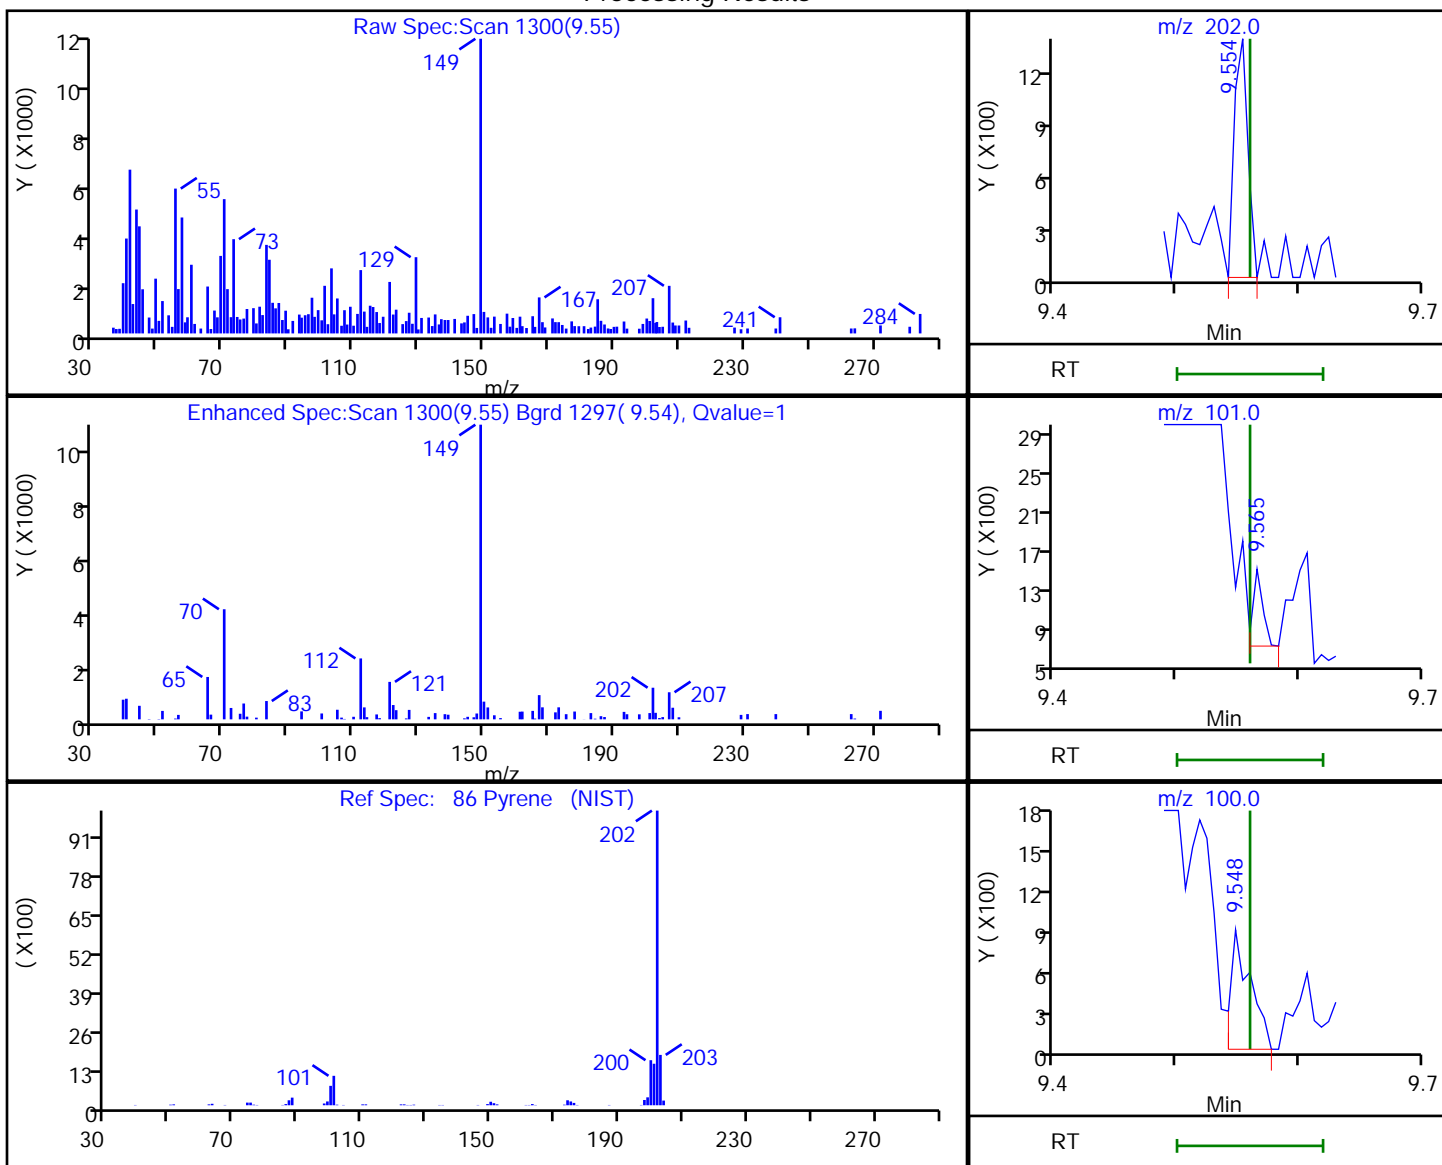 Processing Results
Raw Spec:Scan 1300(9.55)
Y ( X1000)
12
10
8
6
4
2
0
149
55
73
129
167
207
241
284
30 70 110 150 190 230 270
m/z
m/z 202.0
Y ( X100)
12
9
6
3
0
9.554
9.4 9.7
Min
RT
Enhanced Spec:Scan 1300(9.55) Bgrd 1297( 9.54), Qvalue=1
Y ( X1000)
10
8
6
4
2
0
149
70
65
83
112
121
202
207
30 70 110 150 190 230 270
m/z
m/z 101.0
Y ( X100)
29
25
21
17
13
9
5
9.565
9.4 9.7
Min
RT
Ref Spec: 86 Pyrene (NIST)
( X100)
91
78
65
52
39
26
13
0
202
101
200
203
30 70 110 150 190 230 270
m/z 100.0
Y ( X100)
18
15
12
9
6
3
0
9.548
9.4 9.7
Min
RT